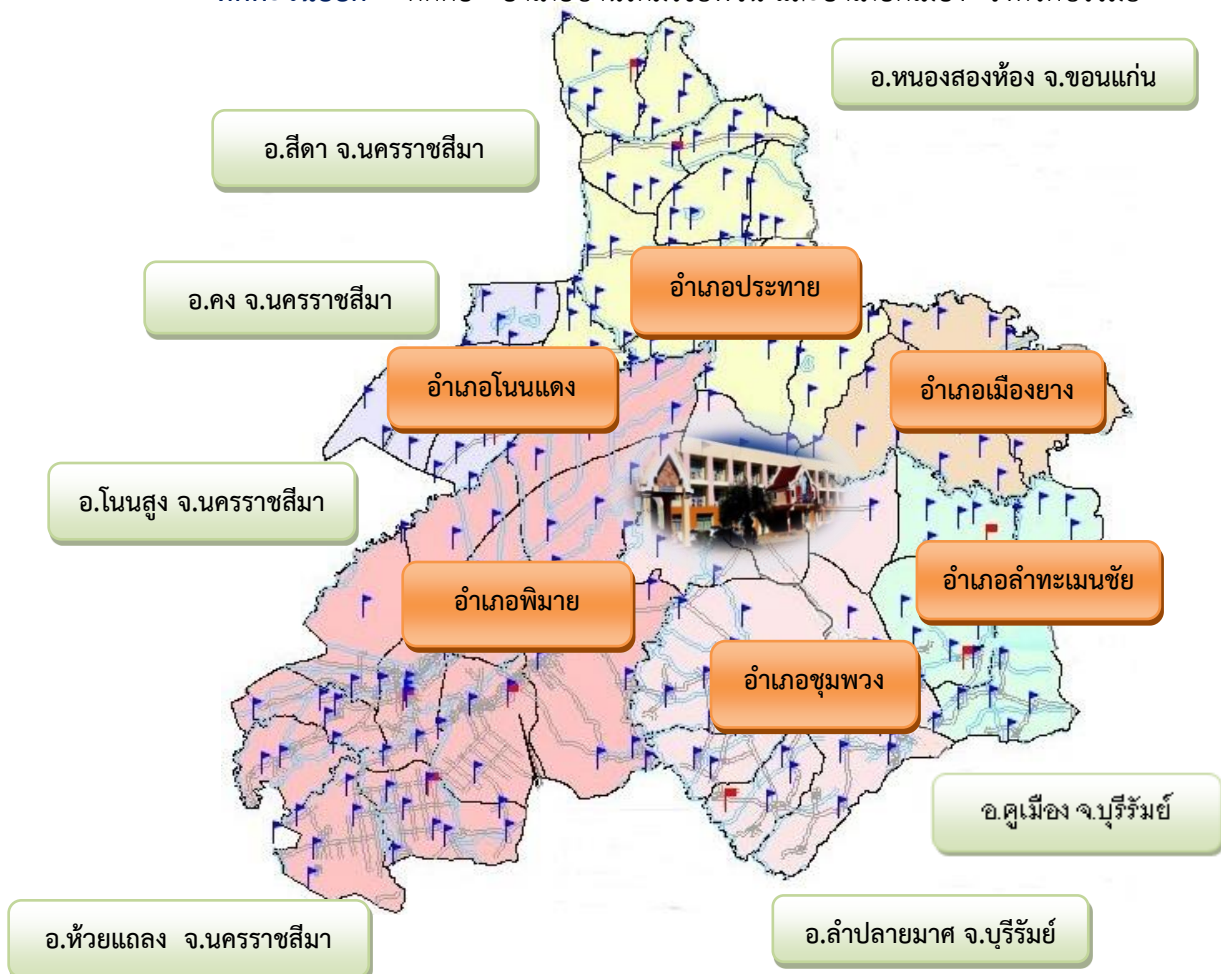 อ.หนองสองห้อง จ.ขอนแก่น
อ.สีดา จ.นครราชสีมา
อำเภอประทาย
อ.คง จ.นครราชสีมา
อำเภอโนนแดง
อำเภอเมืองยาง
อ.โนนสูง จ.นครราชสีมา
อำเภอลำทะเมนชัย
อำเภอพิมาย
อำเภอชุมพวง
อ.คูเมือง จ.บุรีรัมย์
อ.ห้วยแถลง จ.นครราชสีมา
อ.ลำปลายมาศ จ.บุรีรัมย์